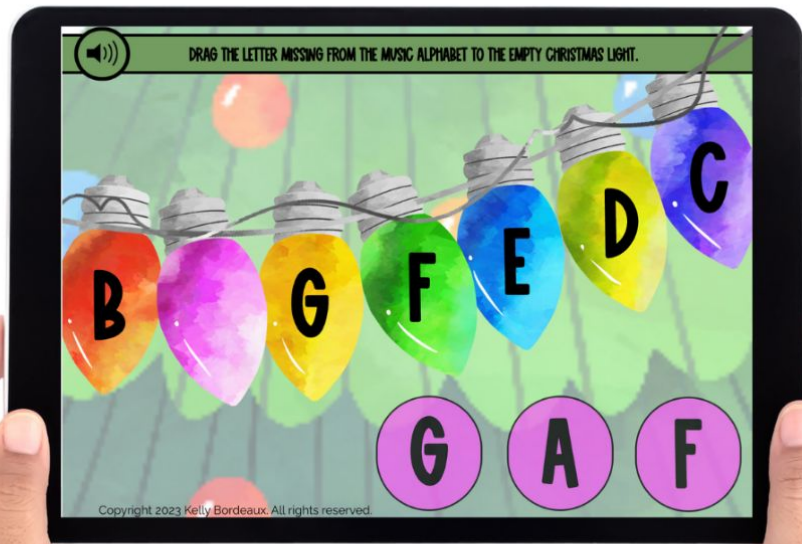 DRAG THE LETTER MISSING FROM THE MUSIC ALPHABET TO THE EMPTY CHRISTMAS LIGHT.
B G F E D C
G A F
Copyright 2023 Kelly Bordeaux. All rights reserved.